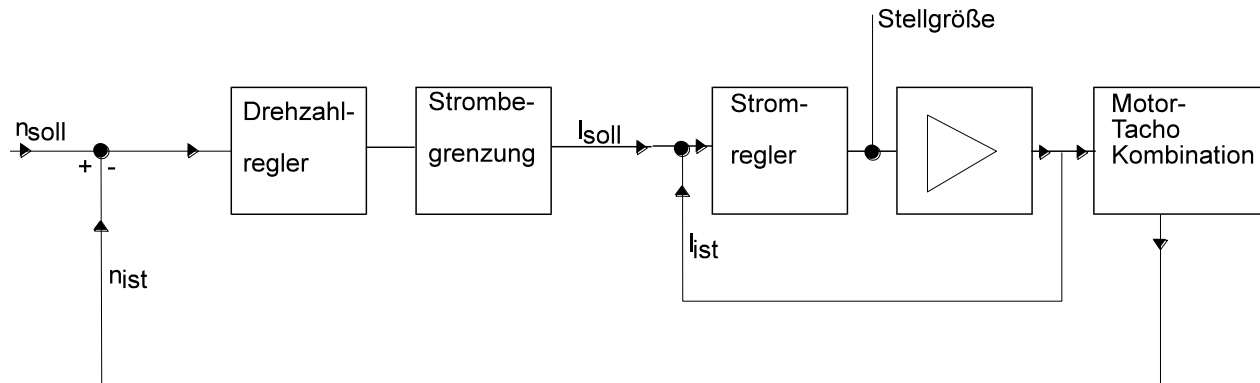 Stellgröße
nsoll
+ -
Drehzahl-
regler
Strombe-
grenzung
Isoll
Strom-
regler
Motor-
Tacho
Kombination
nist
Iist